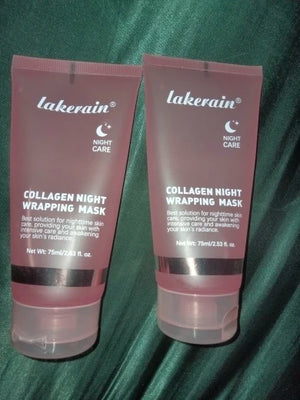 lakerain®
NIGHT
CARE
COLLAGEN NIGHT
WRAPPING MASK
Best solution for nighttime skin
care, providing your skin with
intensive care and awakening
your skin's radiance.
Net Wt: 75ml/2.53 fl. oz.
lakerain®
NIGHT
CARE
COLLAGEN NIGHT
WRAPPING MASK
Best solution for nighttime skin
care, providing your skin with
intensive care and awakening
your skin's radiance.
Net Wt: 75ml/2.53 fl. oz.